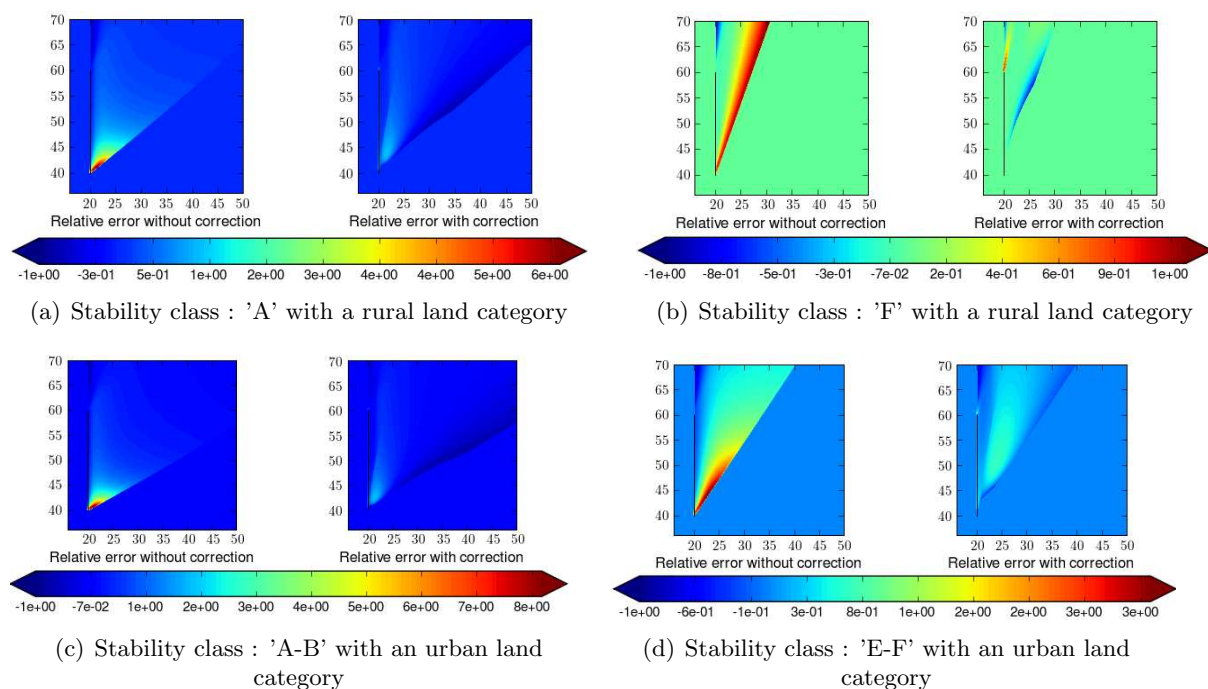 70
65
60
55
50
45
40
20 25 30 35 40 45 50
Relative error without correction
70
65
60
55
50
45
40
20 25 30 35 40 45 50
Relative error with correction
-1e+00 -3e-01 5e-01 1e+00 2e+00 3e+00 4e+00 4e+00 5e+00 6e+00
(a) Stability class : 'A' with a rural land category
70
65
60
55
50
45
40
20 25 30 35 40 45 50
Relative error without correction
70
65
60
55
50
45
40
20 25 30 35 40 45 50
Relative error with correction
-1e+00 -8e-01 -5e-01 -3e-01 -7e-02 2e-01 4e-01 6e-01 9e-01 1e+00
(b) Stability class : 'F' with a rural land category
70
65
60
55
50
45
40
20 25 30 35 40 45 50
Relative error without correction
70
65
60
55
50
45
40
20 25 30 35 40 45 50
Relative error with correction
-1e+00 -7e-02 1e+00 2e+00 3e+00 4e+00 5e+00 6e+00 7e+00 8e+00
(c) Stability class : 'A-B' with an urban land
category
70
65
60
55
50
45
40
20 25 30 35 40 45 50
Relative error without correction
70
65
60
55
50
45
40
20 25 30 35 40 45 50
Relative error with correction
-1e+00 -6e-01 -1e-01 3e-01 8e-01 1e+00 2e+00 2e+00 3e+00 3e+00
(d) Stability class : 'E-F' with an urban land
category